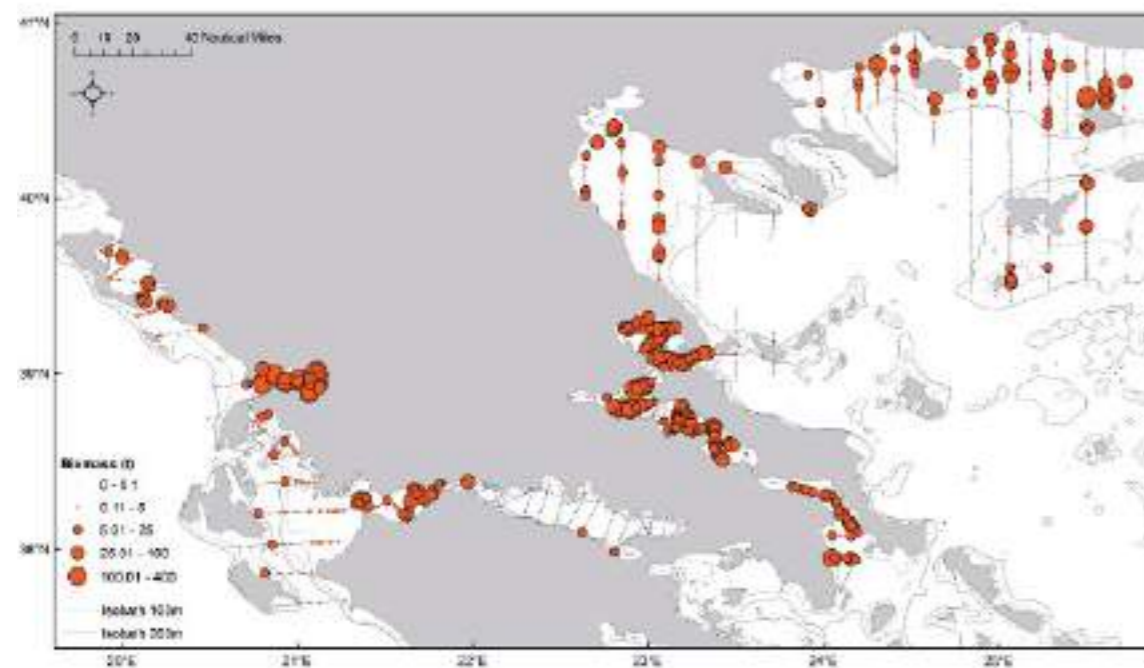 41°N
0 10 20 40 Nautical Miles
40°N
39°N
Biomass (t)
0 - 0.1
0.11 - 5
5.01 - 25
25.01 - 100
100.01 - 400
38°N
Isobath 100m
Isobath 200m
20°E 21°E 22°E 23°E 24°E 25°E